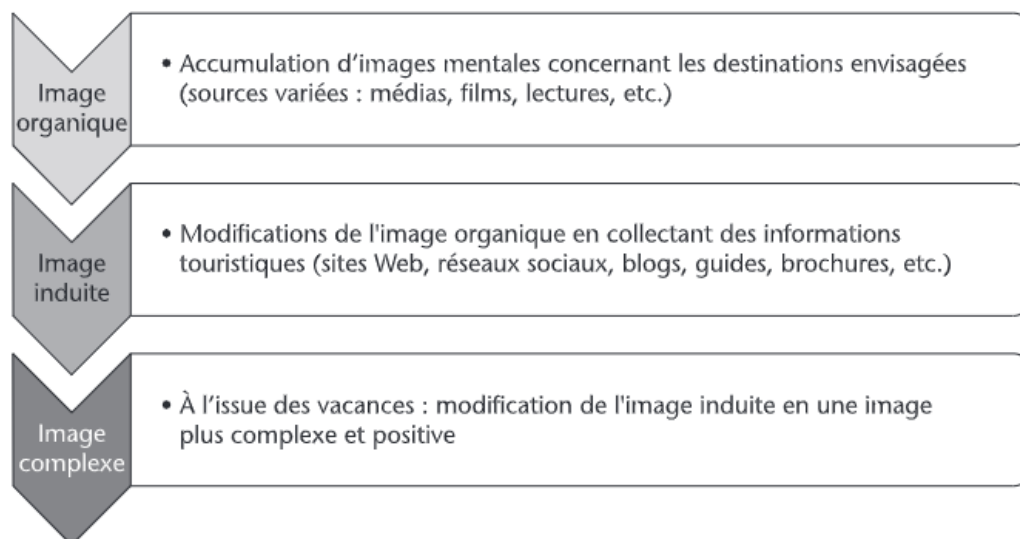 Image
organique
• Accumulation d’images mentales concernant les destinations envisagées
(sources variées : médias, films, lectures, etc.)
Image
induite
• Modifications de l'image organique en collectant des informations
touristiques (sites Web, réseaux sociaux, blogs, guides, brochures, etc.)
Image
complexe
• À l’issue des vacances : modification de l'image induite en une image
plus complexe et positive